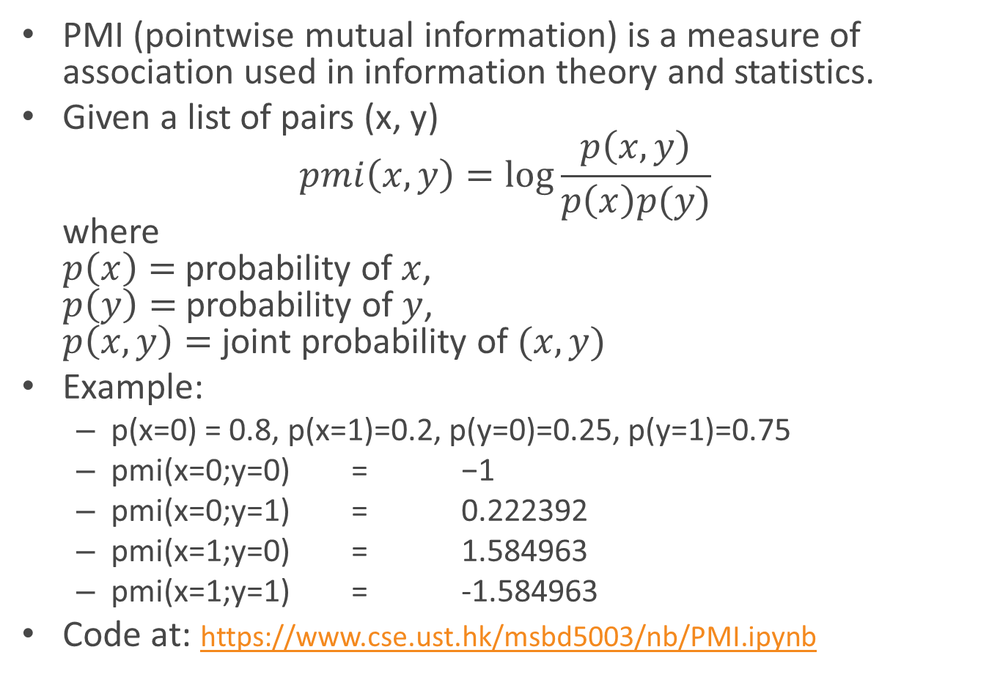 • PMI (pointwise mutual information) is a measure of
association used in information theory and statistics.
• Given a list of pairs (x, y)
pmi(x, y) = log p(x, y) / p(x)p(y)
where
p(x) = probability of x,
p(y) = probability of y,
p(x, y) = joint probability of (x, y)
• Example:
– p(x=0) = 0.8, p(x=1)=0.2, p(y=0)=0.25, p(y=1)=0.75
– pmi(x=0;y=0) = −1
– pmi(x=0;y=1) = 0.222392
– pmi(x=1;y=0) = 1.584963
– pmi(x=1;y=1) = -1.584963
• Code at: https://www.cse.ust.hk/msbd5003/nb/PMI.ipynb